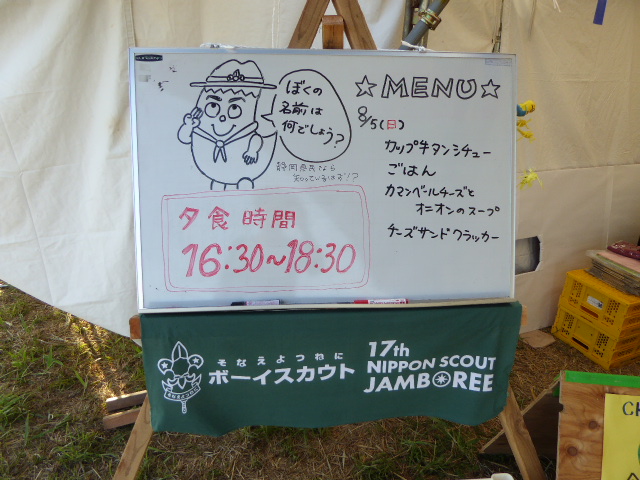 ぼくの
名前は
何でしょう?
静岡県民なら
知っているはず!?
夕食時間
16:30~18:30
☆MENU☆
8/5(日)
カップ牛タンシチュー
ごはん
カマンベールチーズと
オニオンのスープ
チーズサンドクラッカー
そなえよつねに
ボーイスカウト
17th
NIPPON SCOUT
JAMBOREE